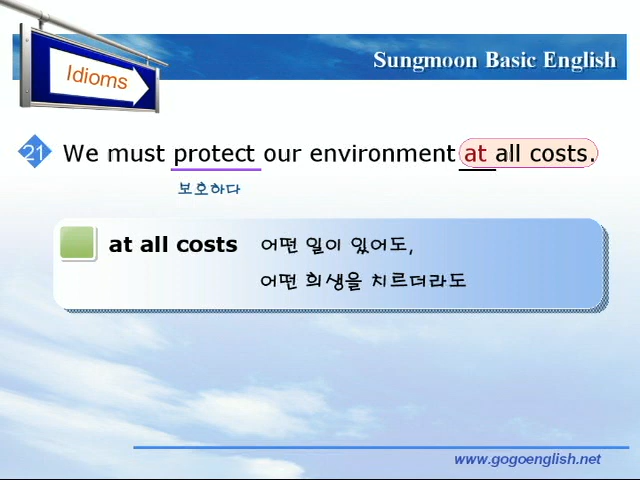 Idioms
Sungmoon Basic English
21 We must protect our environment at all costs.
보호하다
at all costs 어떤 일이 있어도,
어떤 희생을 치르더라도
www.gogoenglish.net